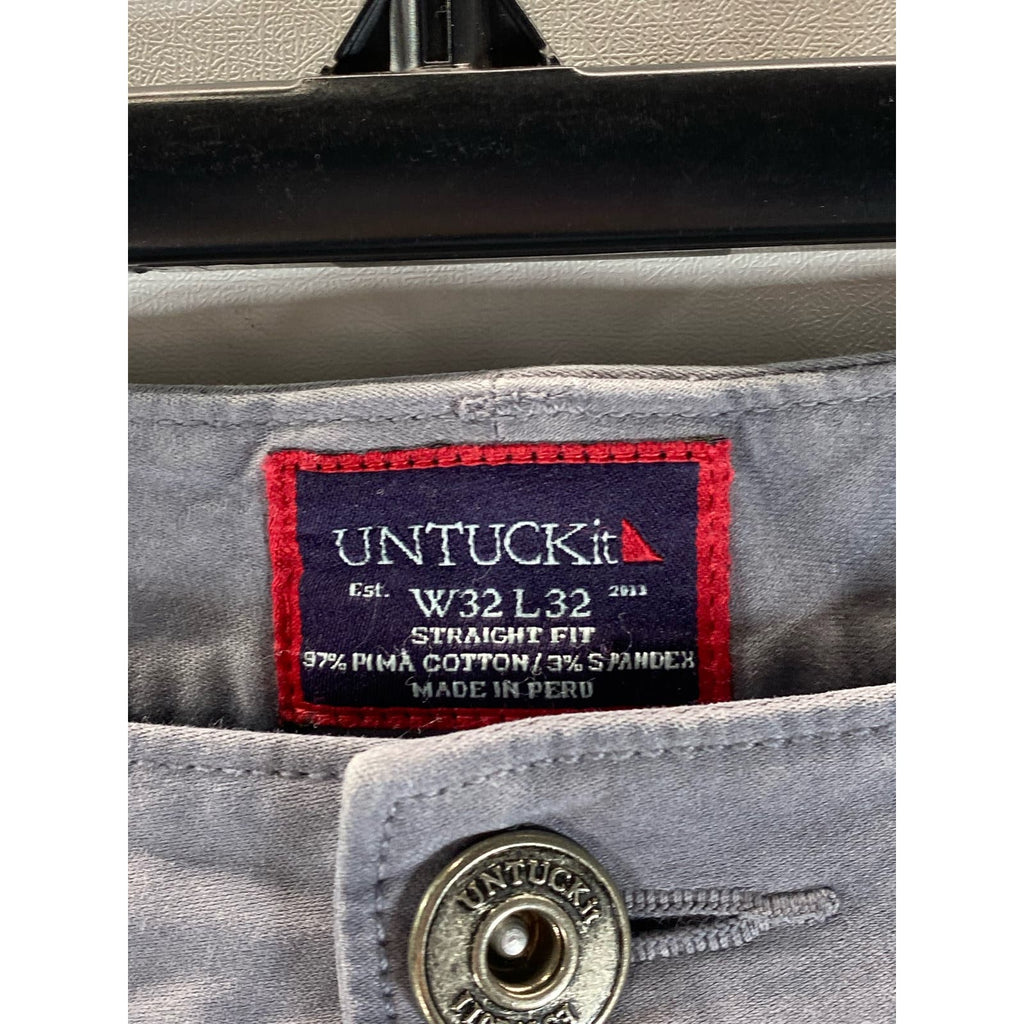 UNTUCKit
Est. W32 L32 2011
STRAIGHT FIT
97% PIMA COTTON / 3% SPANDEX
MADE IN PERU
UNTUCKit